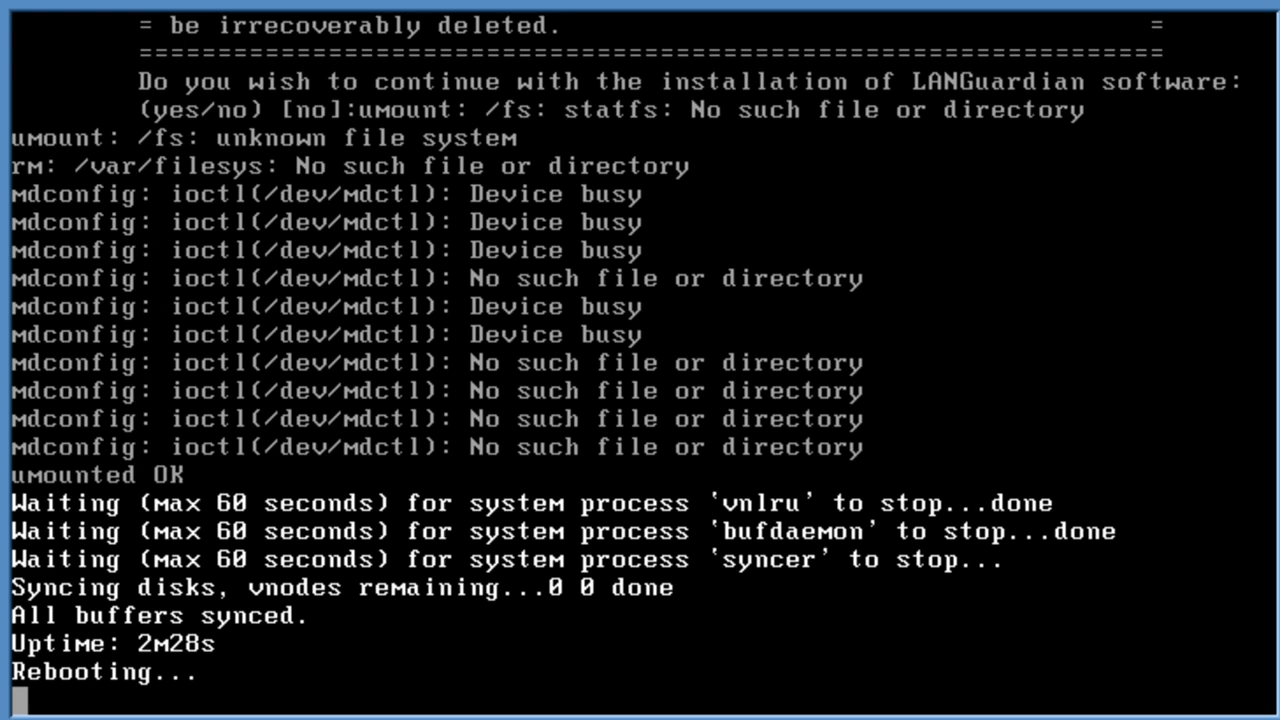 = be irrecoverably deleted. =
=================================================================
Do you wish to continue with the installation of LANGuardian software:
(yes/no) [no]:umount: /fs: statfs: No such file or directory
umount: /fs: unknown file system
rm: /var/filesys: No such file or directory
mdconfig: ioctl(/dev/mdctl): Device busy
mdconfig: ioctl(/dev/mdctl): Device busy
mdconfig: ioctl(/dev/mdctl): Device busy
mdconfig: ioctl(/dev/mdctl): No such file or directory
mdconfig: ioctl(/dev/mdctl): Device busy
mdconfig: ioctl(/dev/mdctl): Device busy
mdconfig: ioctl(/dev/mdctl): No such file or directory
mdconfig: ioctl(/dev/mdctl): No such file or directory
mdconfig: ioctl(/dev/mdctl): No such file or directory
mdconfig: ioctl(/dev/mdctl): No such file or directory
umounted OK
Waiting (max 60 seconds) for system process `vnlru' to stop...done
Waiting (max 60 seconds) for system process `bufdaemon' to stop...done
Waiting (max 60 seconds) for system process `syncer' to stop...
Syncing disks, vnodes remaining...0 0 done
All buffers synced.
Uptime: 2m28s
Rebooting...